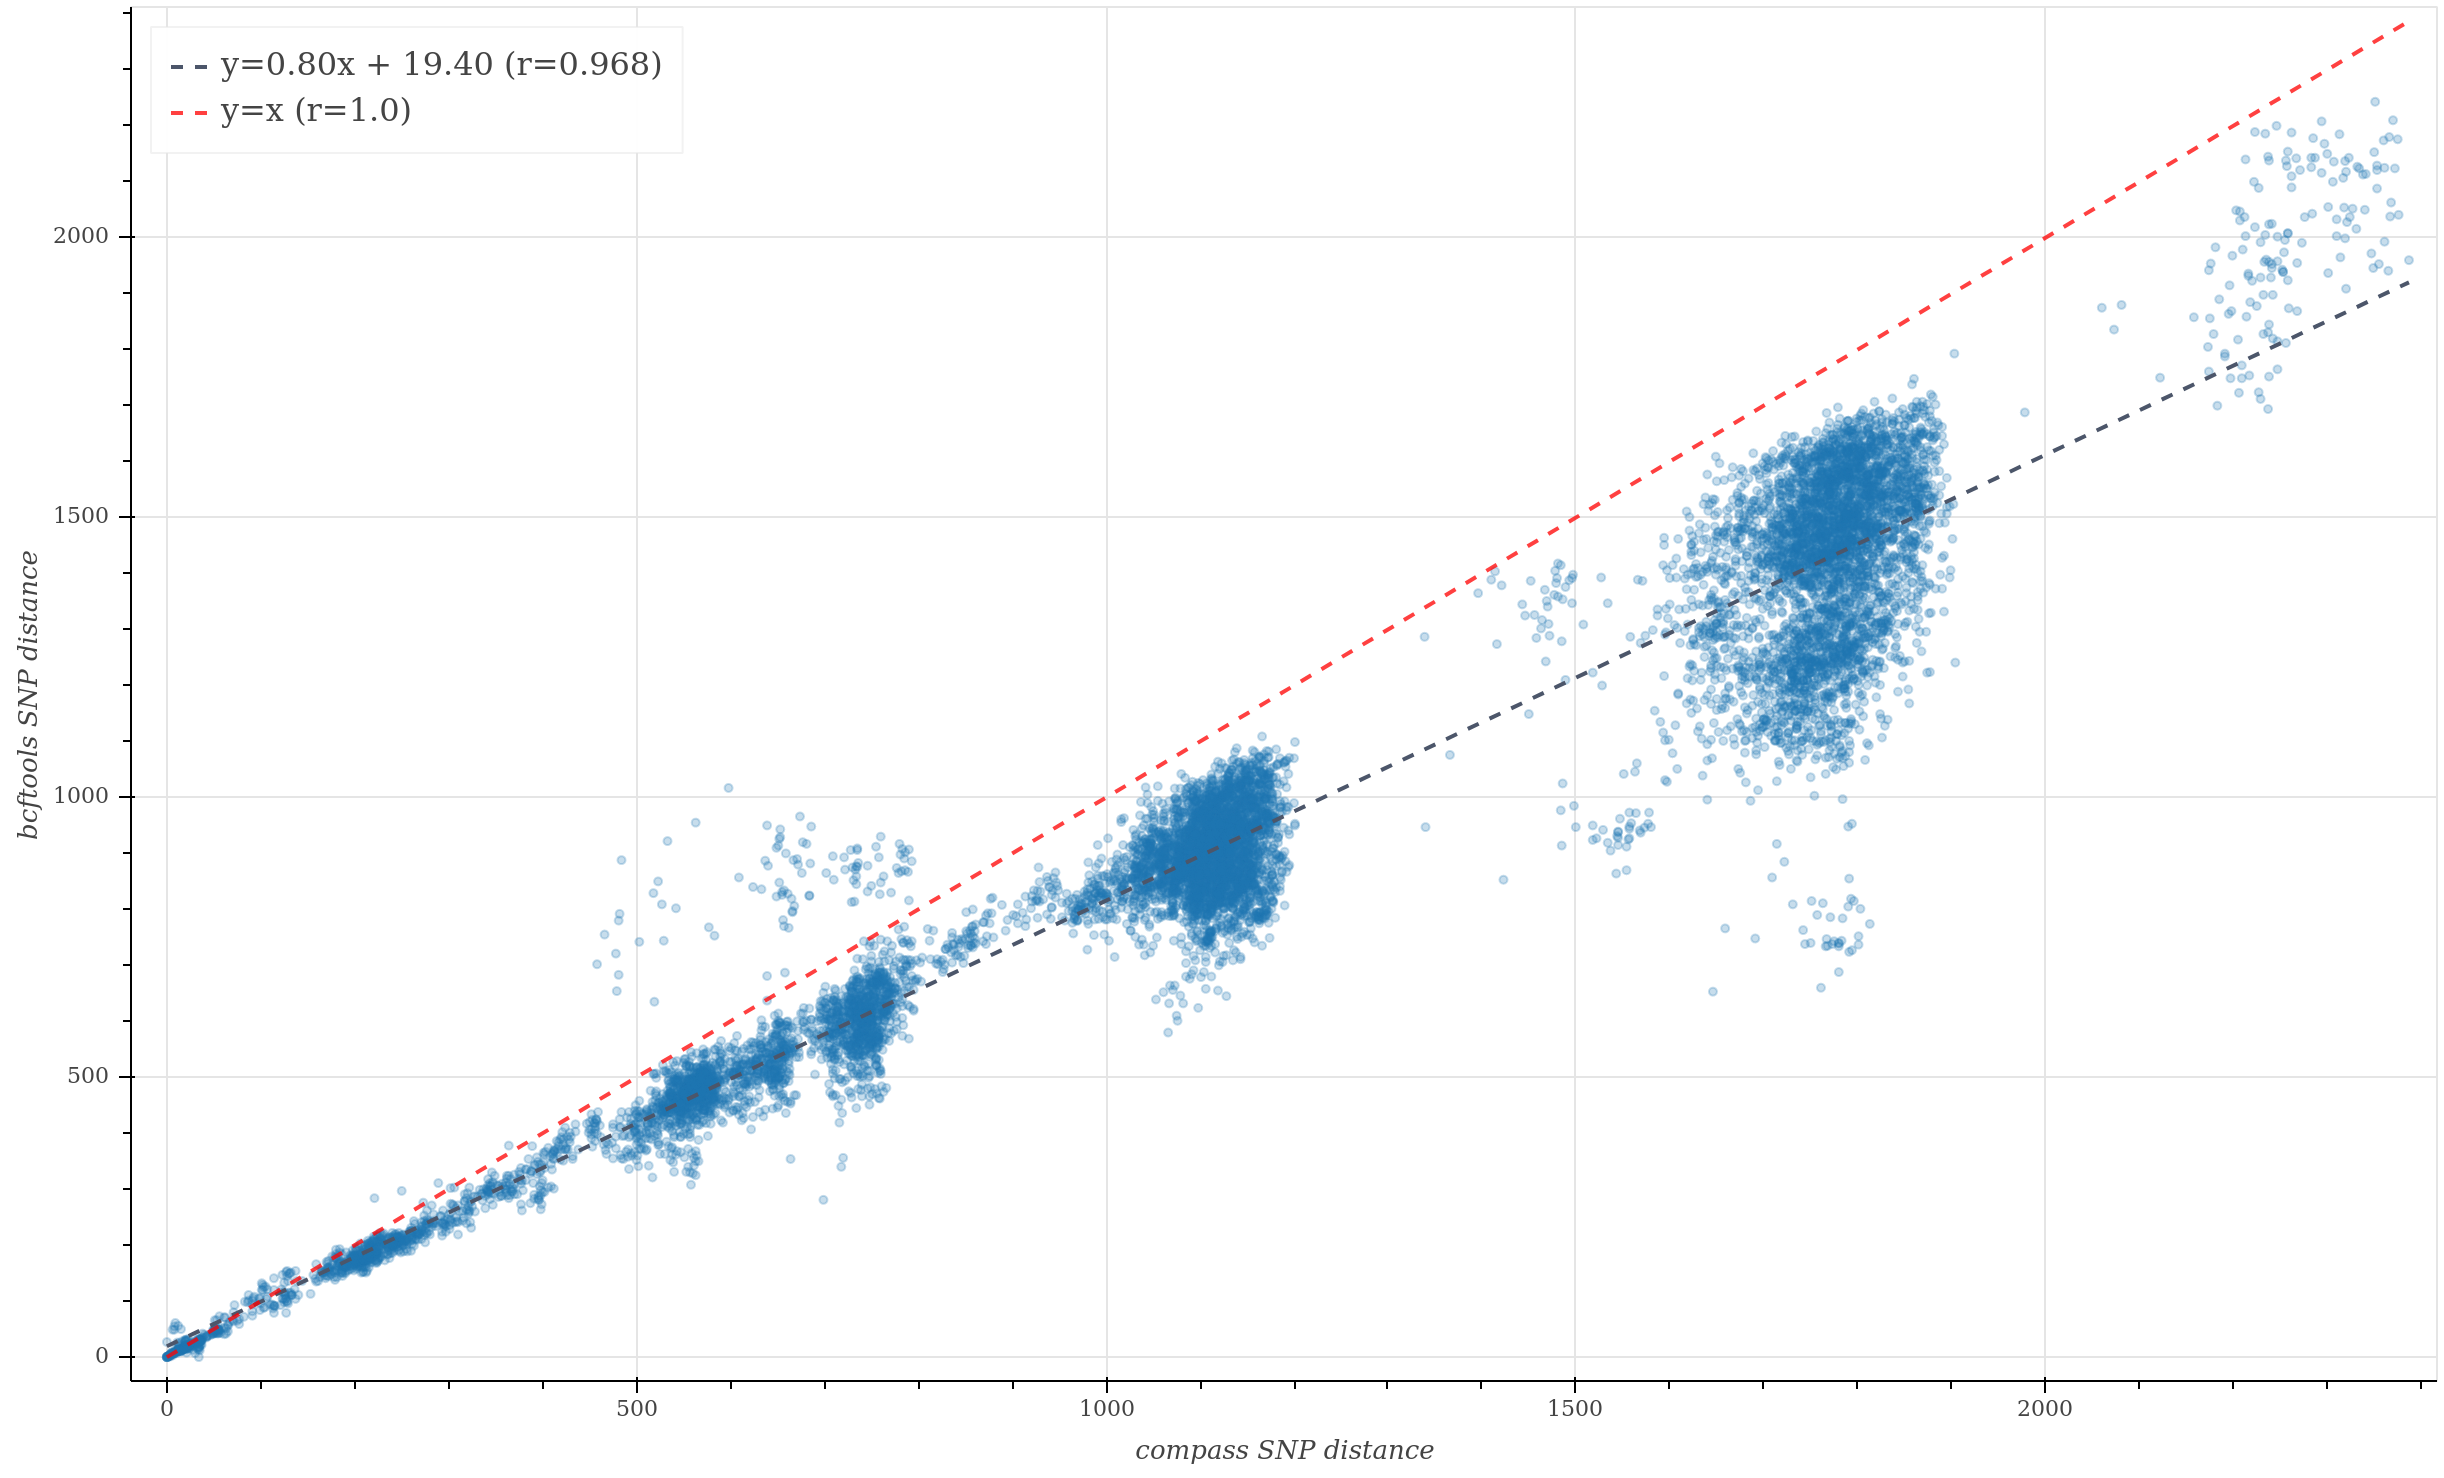 y=0.80x + 19.40 (r=0.968)
y=x (r=1.0)
2000
1500
1000
500
0
bcftools SNP distance
0 500 1000 1500 2000
compass SNP distance